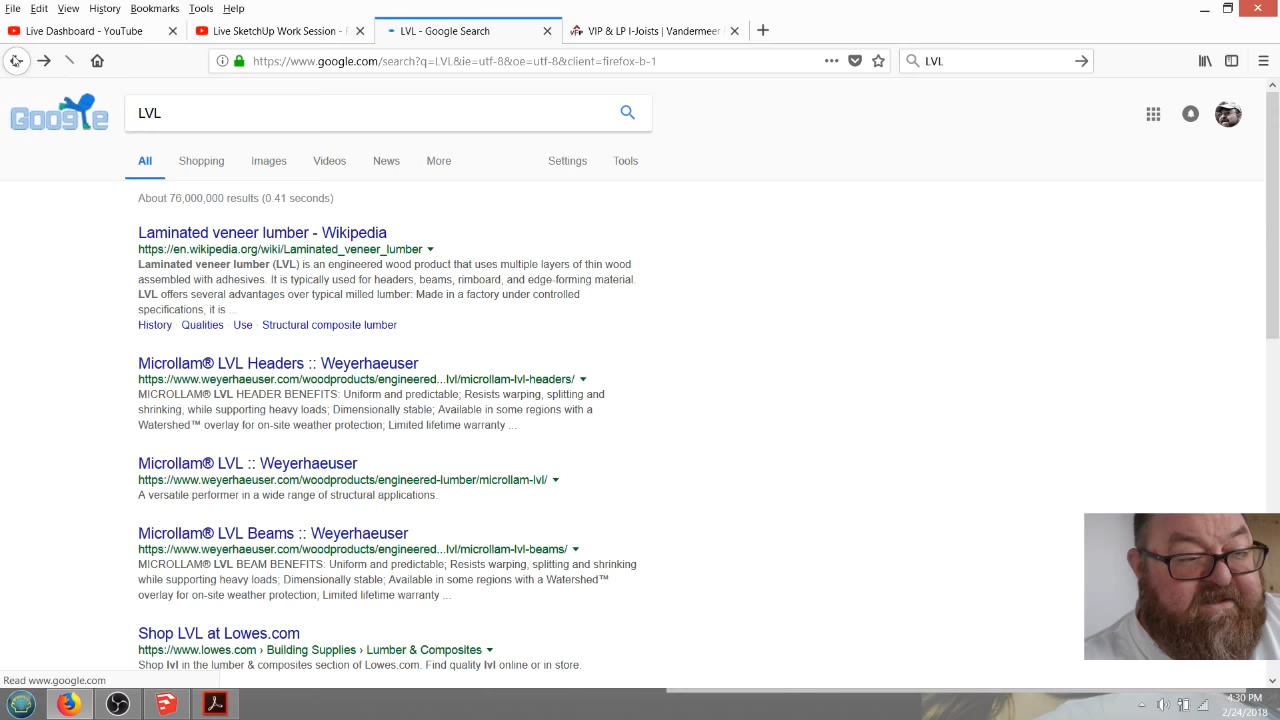 File Edit View History Bookmarks Tools Help
Live Dashboard - YouTube
Live SketchUp Work Session -
LVL - Google Search
VIP & LP I-Joists | Vandermeer
https://www.google.com/search?q=LVL&ie=utf-8&oe=utf-8&client=firefox-b-1
LVL
Google
LVL
All Shopping Images Videos News More Settings Tools
About 76,000,000 results (0.41 seconds)
Laminated veneer lumber - Wikipedia
https://en.wikipedia.org/wiki/Laminated_veneer_lumber
Laminated veneer lumber (LVL) is an engineered wood product that uses multiple layers of thin wood
assembled with adhesives. It is typically used for headers, beams, rimboard, and edge-forming material.
LVL offers several advantages over typical milled lumber: Made in a factory under controlled
specifications, it is ...
History · Qualities · Use · Structural composite lumber
Microllam® LVL Headers :: Weyerhaeuser
https://www.weyerhaeuser.com/woodproducts/engineered...lvl/microllam-lvl-headers/
MICROLLAM® LVL HEADER BENEFITS: Uniform and predictable; Resists warping, splitting and
shrinking, while supporting heavy loads; Dimensionally stable; Available in some regions with a
Watershed™ overlay for on-site weather protection; Limited lifetime warranty ...
Microllam® LVL :: Weyerhaeuser
https://www.weyerhaeuser.com/woodproducts/engineered-lumber/microllam-lvl/
A versatile performer in a wide range of structural applications.
Microllam® LVL Beams :: Weyerhaeuser
https://www.weyerhaeuser.com/woodproducts/engineered...lvl/microllam-lvl-beams/
MICROLLAM® LVL BEAM BENEFITS: Uniform and predictable; Resists warping, splitting and shrinking
while supporting heavy loads; Dimensionally stable; Available in some regions with a Watershed™
overlay for on-site weather protection; Limited lifetime warranty ...
Shop LVL at Lowes.com
https://www.lowes.com › Building Supplies › Lumber & Composites
Shop lvl in the lumber & composites section of Lowes.com. Find quality lvl online or in store.
Read www.google.com
4:30 PM
2/24/2018